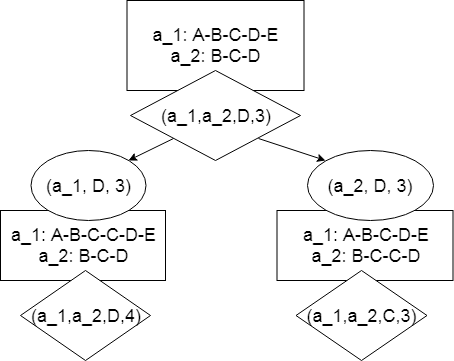 a_1: A-B-C-D-E
a_2: B-C-D
(a_1,a_2,D,3)
(a_1, D, 3)
(a_2, D, 3)
a_1: A-B-C-C-D-E
a_2: B-C-D
a_1: A-B-C-D-E
a_2: B-C-C-D
(a_1,a_2,D,4)
(a_1,a_2,C,3)